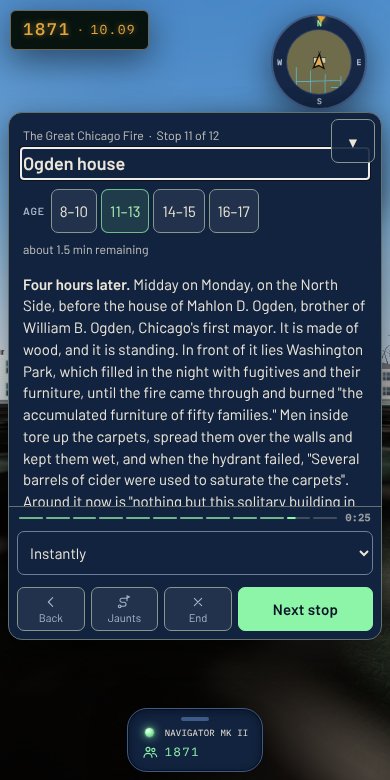 1871 · 10.09
N
W E
S
The Great Chicago Fire · Stop 11 of 12
▼
Ogden house
AGE 8–10 11–13 14–15 16–17
about 1.5 min remaining
Four hours later. Midday on Monday, on the North
Side, before the house of Mahlon D. Ogden, brother of
William B. Ogden, Chicago's first mayor. It is made of
wood, and it is standing. In front of it lies Washington
Park, which filled in the night with fugitives and their
furniture, until the fire came through and burned "the
accumulated furniture of fifty families." Men inside
tore up the carpets, spread them over the walls and
kept them wet, and when the hydrant failed, "Several
barrels of cider were used to saturate the carpets".
Around it now is "nothing but this solitary building in
0:25
Instantly
Back Jaunts End Next stop
NAVIGATOR MK II
1871